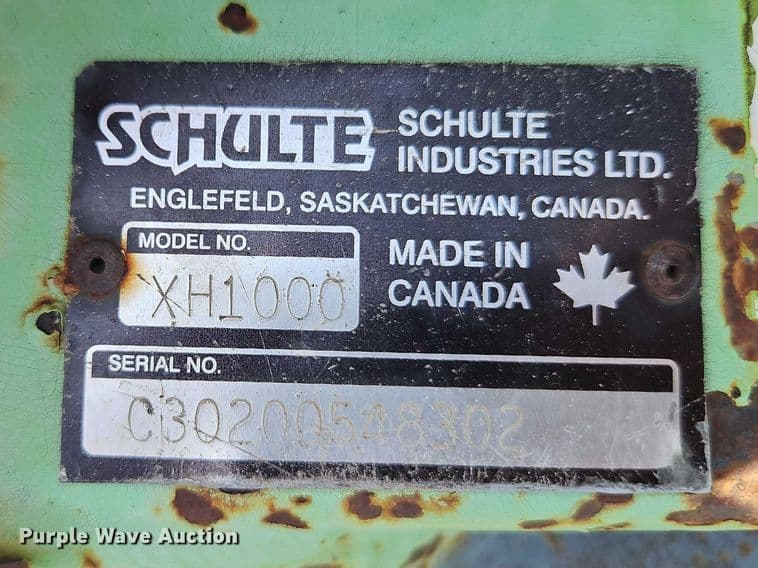 SCHULTE
SCHULTE
INDUSTRIES LTD.
ENGLEFELD, SASKATCHEWAN, CANADA.
MODEL NO.
XH1000
MADE IN
CANADA
SERIAL NO.
C30200548302
Purple Wave Auction